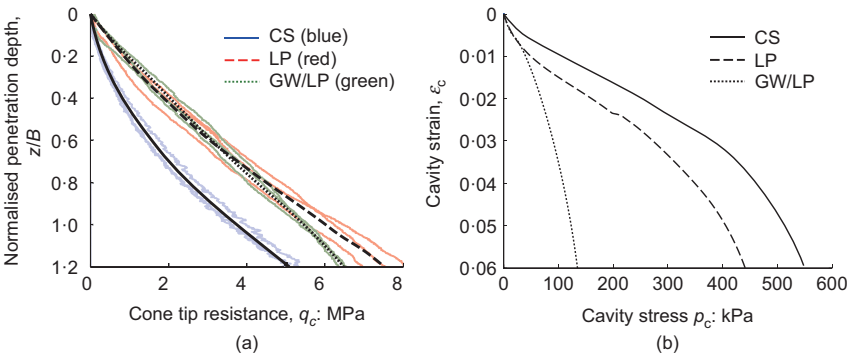 Normalised penetration depth,
z/B
0
0·2
0·4
0·6
0·8
1·0
1·2
CS (blue)
LP (red)
GW/LP (green)
0 2 4 6 8
Cone tip resistance, qc: MPa
(a)
Cavity strain, εc
0
0·01
0·02
0·03
0·04
0·05
0·06
CS
LP
GW/LP
0 100 200 300 400 500 600
Cavity stress pc: kPa
(b)